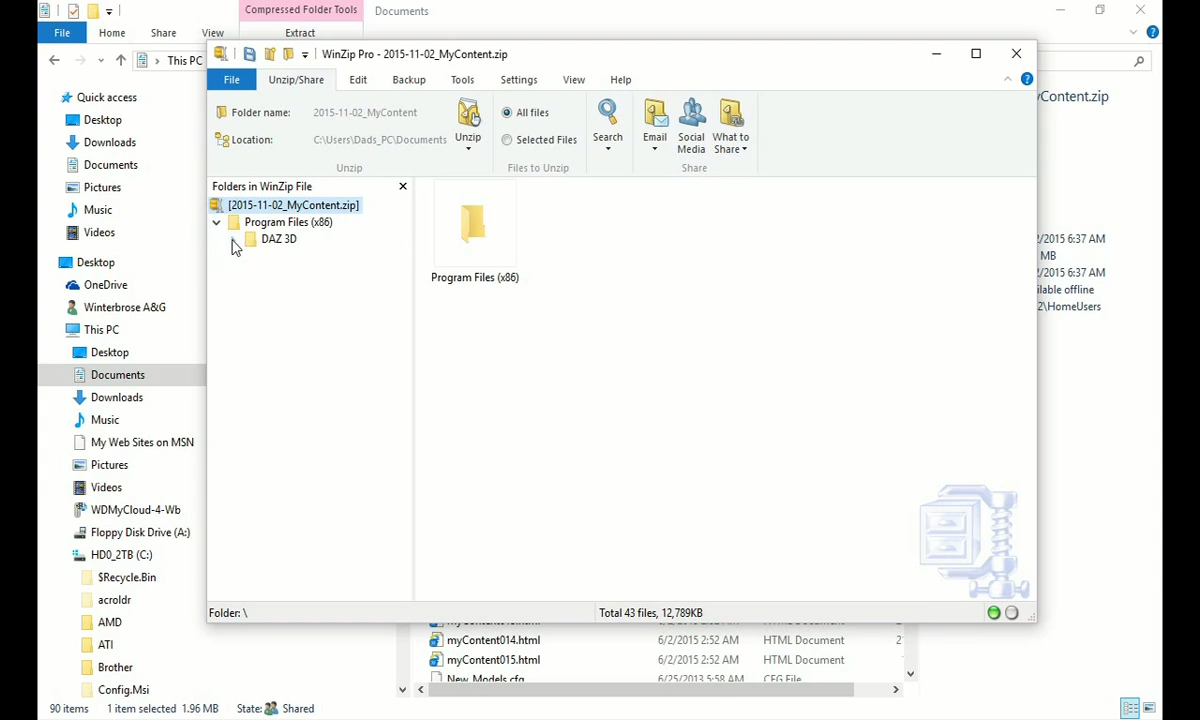 Compressed Folder Tools
Documents
File
Home
Share
View
Extract
This PC
WinZip Pro - 2015-11-02_MyContent.zip
File
Unzip/Share
Edit
Backup
Tools
Settings
View
Help
Folder name:
2015-11-02_MyContent
Location:
C:\Users\Dads_PC\Documents
Unzip
Unzip
All files
Selected Files
Files to Unzip
Search
Email
Social
Media
What to
Share
Share
Folders in WinZip File
[2015-11-02_MyContent.zip]
Program Files (x86)
DAZ 3D
Program Files (x86)
Folder: \
Total 43 files, 12,789KB
Quick access
Desktop
Downloads
Documents
Pictures
Music
Videos
Desktop
OneDrive
Winterbrose A&G
This PC
Desktop
Documents
Downloads
Music
My Web Sites on MSN
Pictures
Videos
WDMyCloud-4-Wb
Floppy Disk Drive (A:)
HD0_2TB (C:)
$Recycle.Bin
acroldr
AMD
ATI
Brother
Config.Msi
yContent.zip
2/2015 6:37 AM
MB
2/2015 6:37 AM
ilable offline
2\HomeUsers
myContent014.html 6/2/2015 2:52 AM HTML Document
myContent015.html 6/2/2015 2:52 AM HTML Document
New_Models.cfg 6/25/2013 5:58 AM CFG File
90 items
1 item selected 1.96 MB
State:
Shared